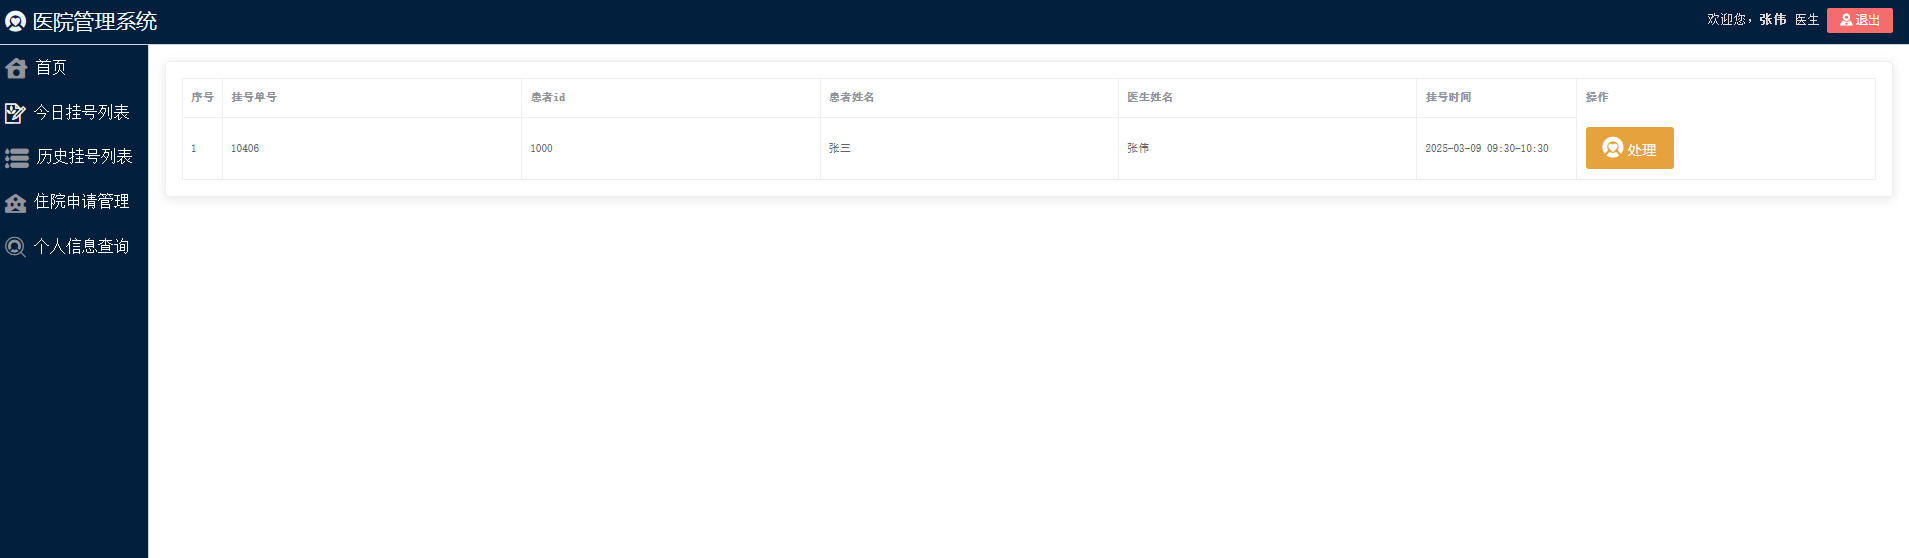 医院管理系统
欢迎您，张伟 医生 退出
首页
今日挂号列表
历史挂号列表
住院申请管理
个人信息查询
序号 挂号单号 患者id 患者姓名 医生姓名 挂号时间 操作
1 10406 1000 张三 张伟 2025-03-09 09:30-10:30 处理